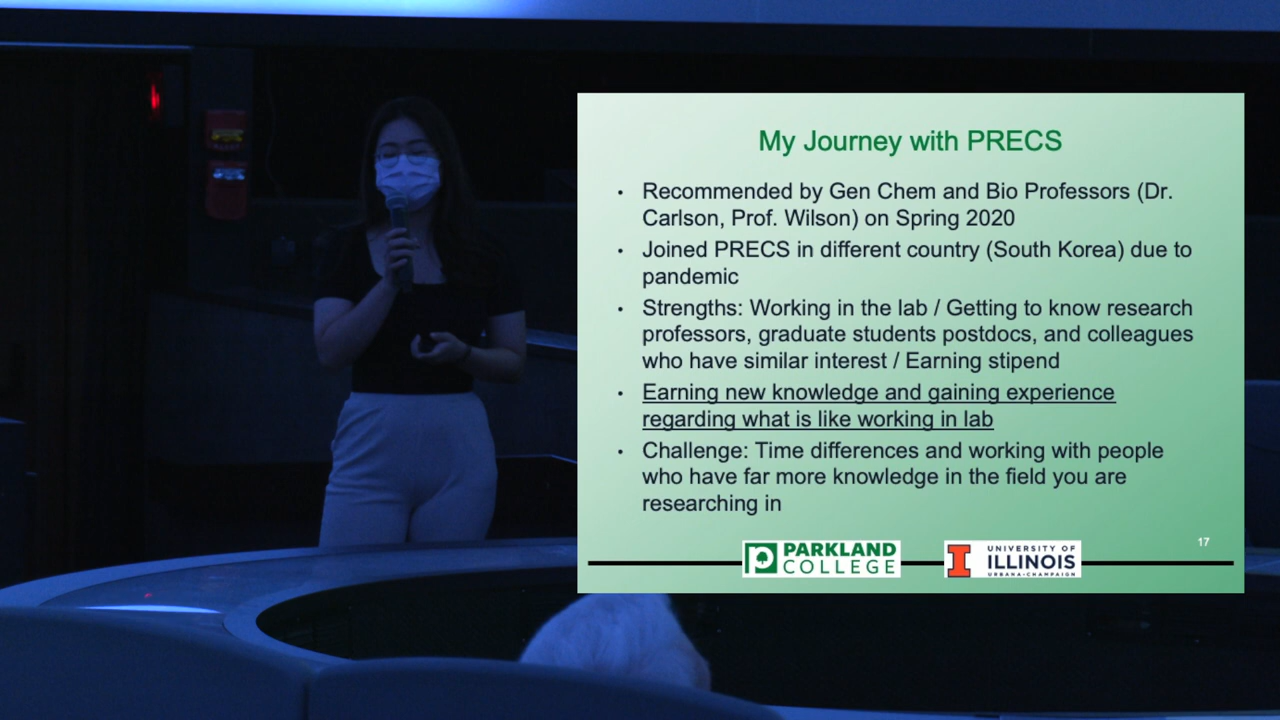 My Journey with PRECS
• Recommended by Gen Chem and Bio Professors (Dr.
Carlson, Prof. Wilson) on Spring 2020
• Joined PRECS in different country (South Korea) due to
pandemic
• Strengths: Working in the lab / Getting to know research
professors, graduate students postdocs, and colleagues
who have similar interest / Earning stipend
• Earning new knowledge and gaining experience
regarding what is like working in lab
• Challenge: Time differences and working with people
who have far more knowledge in the field you are
researching in
17
PARKLAND
COLLEGE
UNIVERSITY OF
ILLINOIS
URBANA-CHAMPAIGN